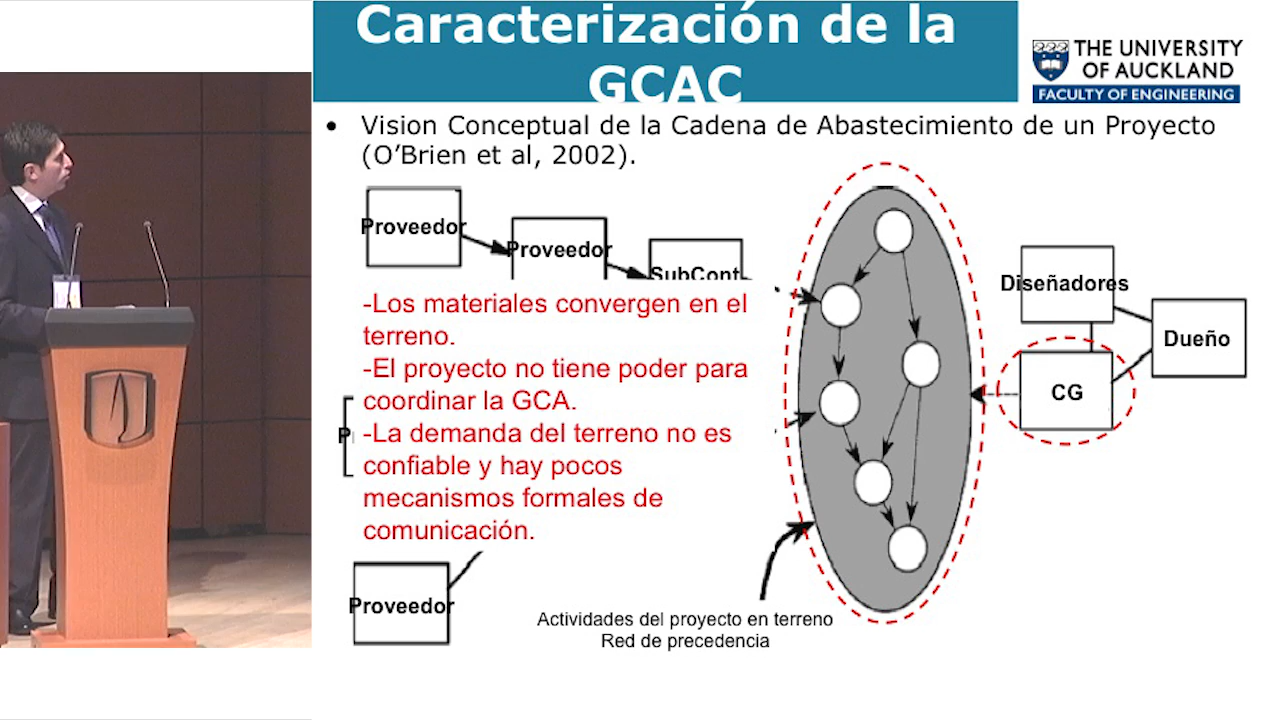 Caracterización de la
GCAC
THE UNIVERSITY
OF AUCKLAND
FACULTY OF ENGINEERING
• Vision Conceptual de la Cadena de Abastecimiento de un Proyecto
(O’Brien et al, 2002).
Proveedor
Proveedor
SubCont.
-Los materiales convergen en el
terreno.
-El proyecto no tiene poder para
coordinar la GCA.
-La demanda del terreno no es
confiable y hay pocos
mecanismos formales de
comunicación.
P
Proveedor
Actividades del proyecto en terreno
Red de precedencia
Diseñadores
Dueño
CG